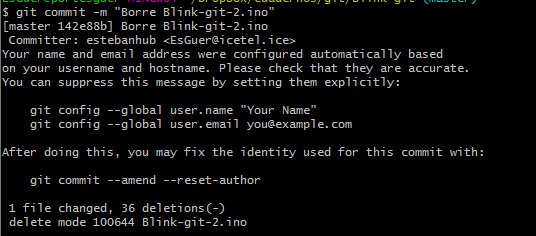 $ git commit -m "Borre Blink-git-2.ino"
[master 142e88b] Borre Blink-git-2.ino
Committer: estebanhub <EsGuer@icetel.ice>
Your name and email address were configured automatically based
on your username and hostname. Please check that they are accurate.
You can suppress this message by setting them explicitly:
git config --global user.name "Your Name"
git config --global user.email you@example.com
After doing this, you may fix the identity used for this commit with:
git commit --amend --reset-author
1 file changed, 36 deletions(-)
delete mode 100644 Blink-git-2.ino